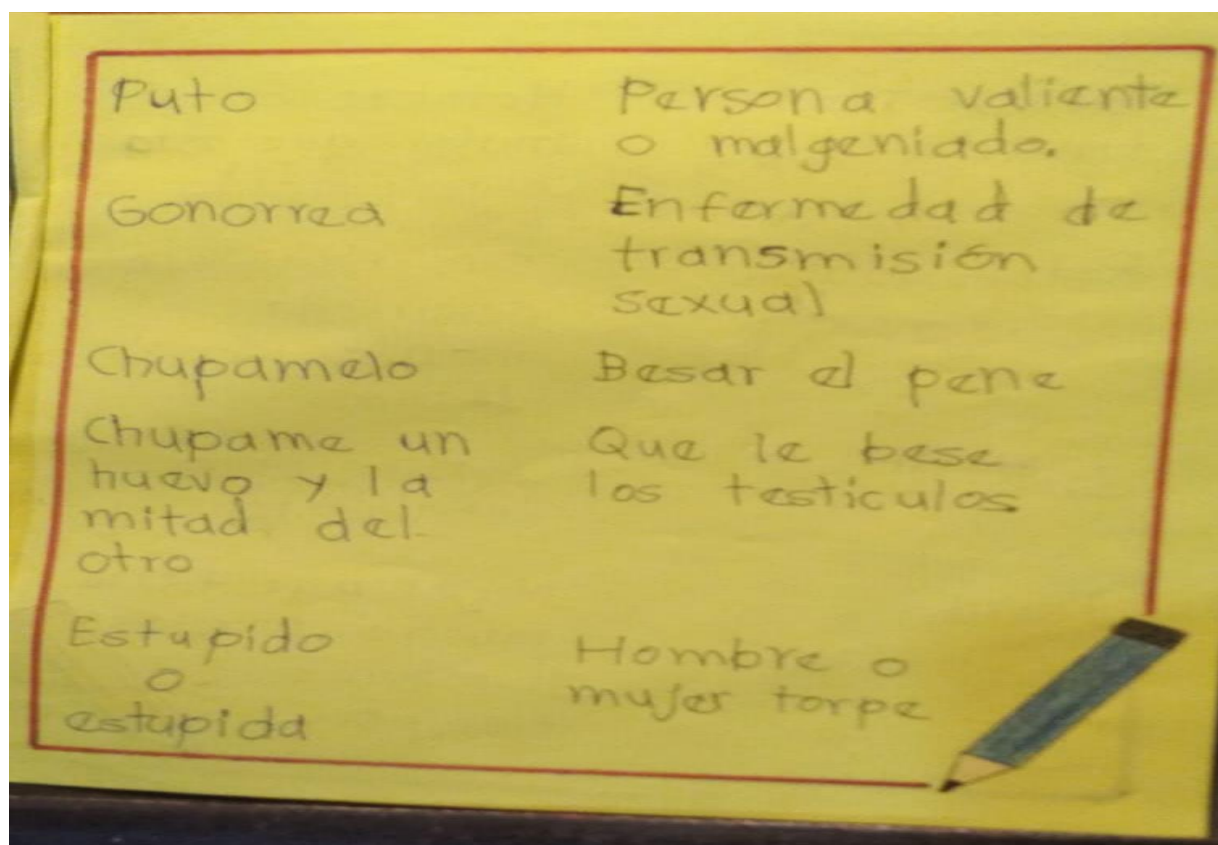 Puto Persona valiente
o malgeniado.
Gonorrea Enfermedad de
transmisión
sexual
Chupamelo Besar el pene
Chupame un Que le bese
huevo y la los testiculos
mitad del
otro
Estupido Hombre o
o mujer torpe
estupida